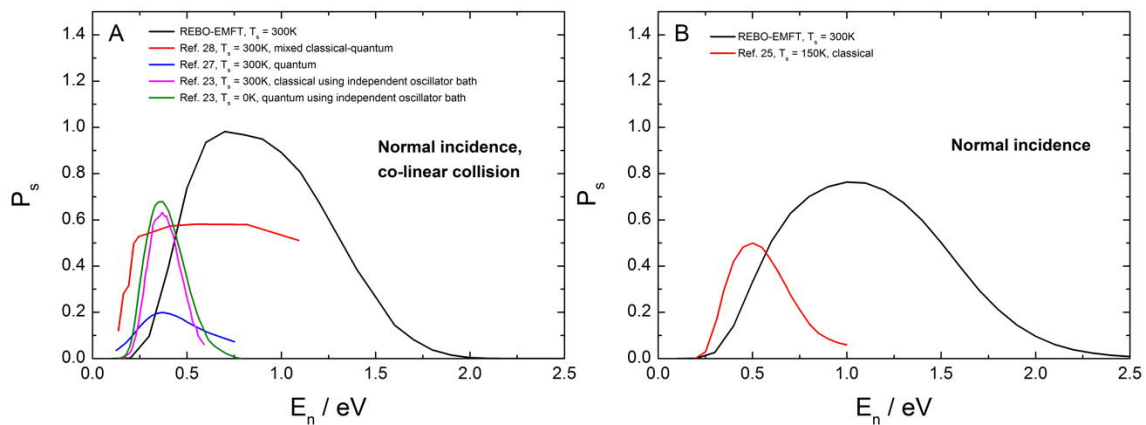 A
REBO-EMFT, Ts = 300K
Ref. 28, Ts = 300K, mixed classical-quantum
Ref. 27, Ts = 300K, quantum
Ref. 23, Ts = 300K, classical using independent oscillator bath
Ref. 23, Ts = 0K, quantum using independent oscillator bath
Normal incidence,
co-linear collision
1.4
1.2
1.0
0.8
0.6
0.4
0.2
0.0
Ps
0.0 0.5 1.0 1.5 2.0 2.5
En / eV
B
REBO-EMFT, Ts = 300K
Ref. 25, Ts = 150K, classical
Normal incidence
1.4
1.2
1.0
0.8
0.6
0.4
0.2
0.0
Ps
0.0 0.5 1.0 1.5 2.0 2.5
En / eV